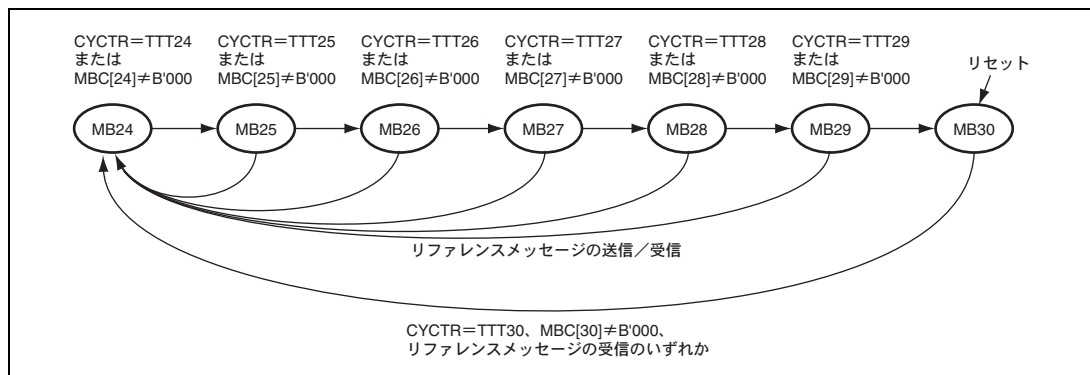 CYCTR=TTT24
または
MBC[24]≠B'000
CYCTR=TTT25
または
MBC[25]≠B'000
CYCTR=TTT26
または
MBC[26]≠B'000
CYCTR=TTT27
または
MBC[27]≠B'000
CYCTR=TTT28
または
MBC[28]≠B'000
CYCTR=TTT29
または
MBC[29]≠B'000
リセット
MB24
MB25
MB26
MB27
MB28
MB29
MB30
リファレンスメッセージの送信／受信
CYCTR=TTT30、MBC[30]≠B'000、
リファレンスメッセージの受信のいずれか